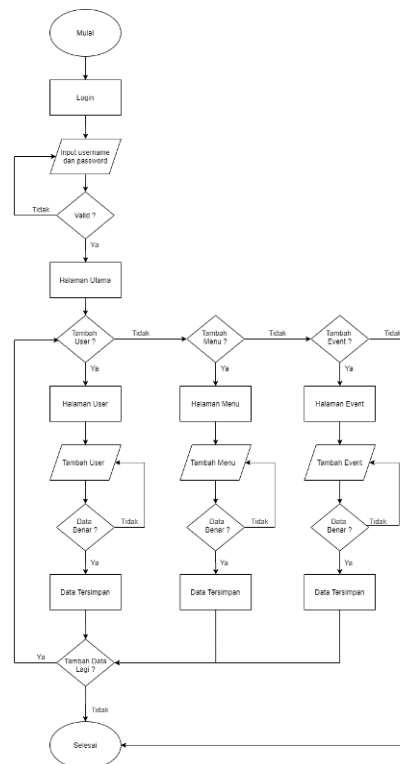 Mulai
Login
Input username
dan password
Tidak
Valid ?
Ya
Halaman Utama
Tambah
User ?
Tidak
Tambah
Menu ?
Tidak
Tambah
Event ?
Tidak
Ya
Ya
Ya
Halaman User
Halaman Menu
Halaman Event
Tambah User
Tambah Menu
Tambah Event
Data
Benar ?
Tidak
Data
Benar ?
Tidak
Data
Benar ?
Tidak
Ya
Ya
Ya
Data Tersimpan
Data Tersimpan
Data Tersimpan
Ya
Tambah Data
Lagi ?
Tidak
Selesai